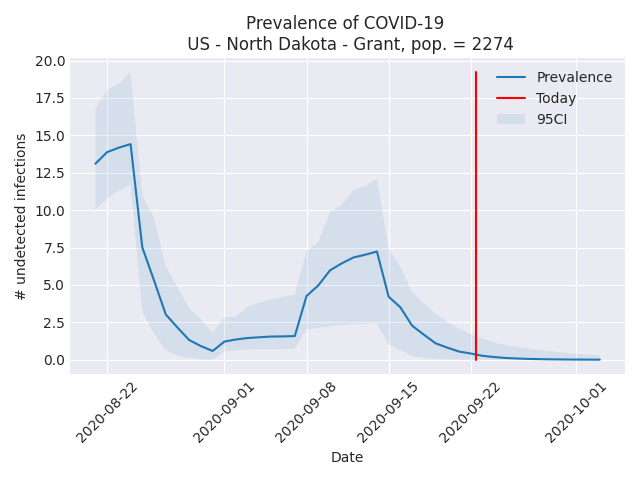 Prevalence of COVID-19
US - North Dakota - Grant, pop. = 2274
Prevalence
Today
95CI
# undetected infections
20.0
17.5
15.0
12.5
10.0
7.5
5.0
2.5
0.0
2020-08-22
2020-09-01
2020-09-08
2020-09-15
2020-09-22
2020-10-01
Date